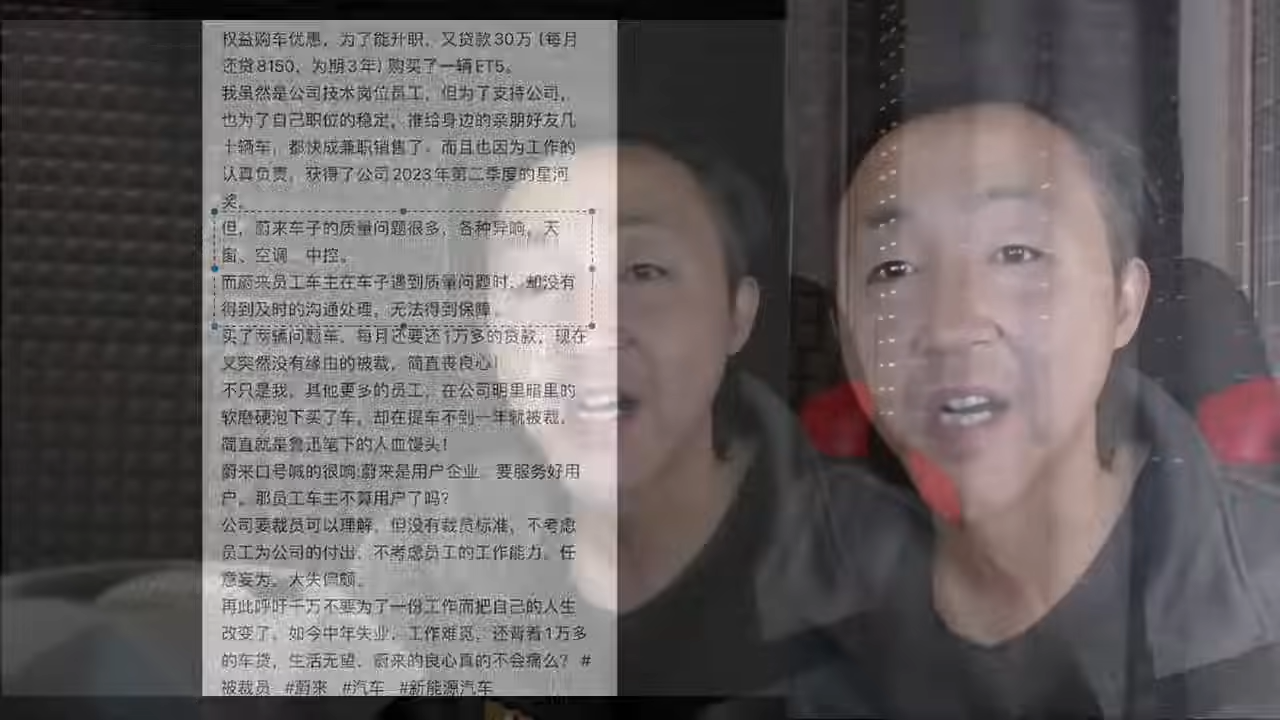 权益购车优惠，为了能升职，又贷款30万（每月
还贷8150，为期3年）购买了一辆ET5。
我虽然是公司技术岗位员工，但为了支持公司，
也为了自己职位的稳定，推给身边的亲朋好友几
十辆车，都快成兼职销售了。而且也因为工作的
认真负责，获得了公司2023年第二季度的星河
奖。
但，蔚来车子的质量问题很多，各种异响，天
窗、空调、中控。
而蔚来员工车主在车子遇到质量问题时，却没有
得到及时的沟通处理，无法得到保障。
买了两辆问题车，每月还要还1万多的贷款，现在
又突然没有缘由的被裁，简直丧良心！
不只是我，其他更多的员工，在公司明里暗里的
软磨硬泡下买了车，却在提车不到一年就被裁，
简直就是鲁迅笔下的人血馒头！
蔚来口号喊的很响:蔚来是用户企业，要服务好用
户。那员工车主不算用户了吗？
公司要裁员可以理解，但没有裁员标准，不考虑
员工为公司的付出，不考虑员工的工作能力，任
意妄为。大失偏颇。
再此呼吁千万不要为了一份工作而把自己的人生
改变了，如今中年失业，工作难觅，还背着1万多
的车贷，生活无望，蔚来的良心真的不会痛么？ #
被裁员 #蔚来 #汽车 #新能源汽车